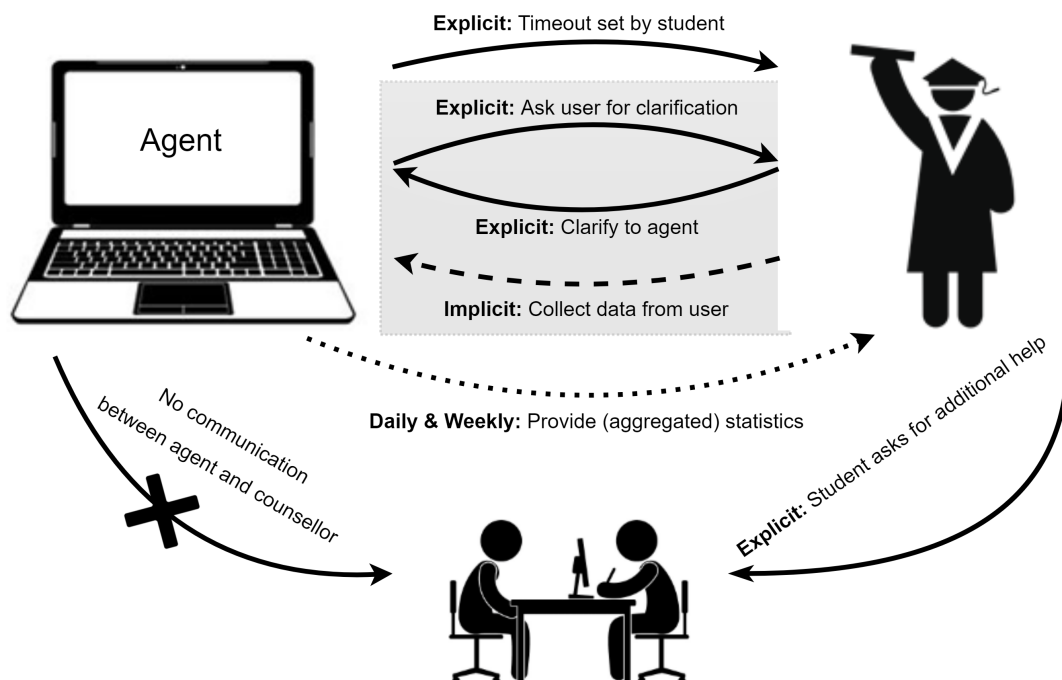 Explicit: Timeout set by student
Explicit: Ask user for clarification
Agent
Explicit: Clarify to agent
Implicit: Collect data from user
Daily & Weekly: Provide (aggregated) statistics
No communication
between agent and counsellor
Explicit: Student asks for additional help